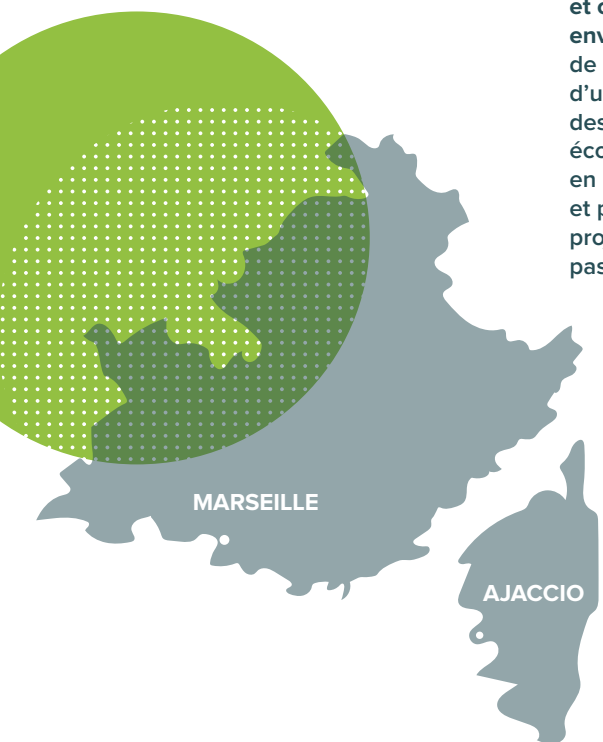 et
env
de
d'u
des
éco
en
et p
pro
pas
MARSEILLE
AJACCIO